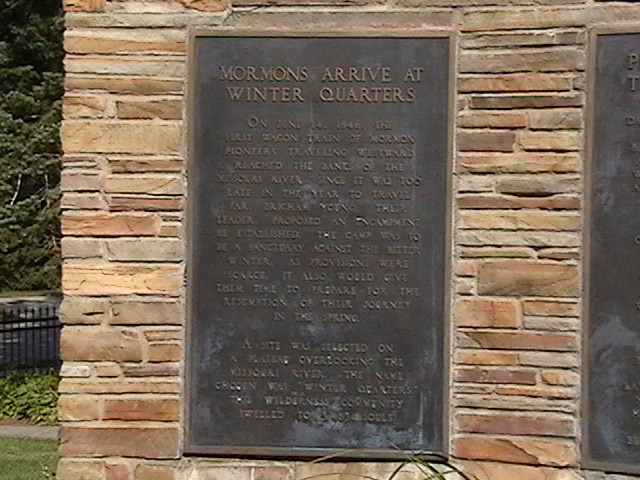 MORMONS ARRIVE AT
WINTER QUARTERS
ON JUNE 14, 1846, THE
FIRST WAGON TRAIN OF MORMON
PIONEERS TRAVELING WESTWARD
REACHED THE BANK OF THE
MISSOURI RIVER. SINCE IT WAS TOO
LATE IN THE YEAR TO TRAVEL
FAR, BRIGHAM YOUNG, THEIR
LEADER, PROPOSED AN ENCAMPMENT
BE ESTABLISHED. THE CAMP WAS TO
BE A SANCTUARY AGAINST THE BITTER
WINTER. AS PROVISIONS WERE
SCARCE, IT ALSO WOULD GIVE
THEM TIME TO PREPARE FOR THE
RESUMPTION OF THEIR JOURNEY
IN THE SPRING.
A SITE WAS SELECTED ON
A PLATEAU OVERLOOKING THE
MISSOURI RIVER. THE NAME
CHOSEN WAS "WINTER QUARTERS."
THIS WILDERNESS COMMUNITY
SWELLED TO SOULS